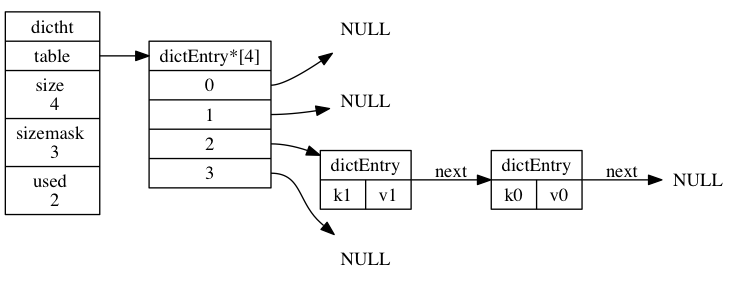 dictht
table
size
4
sizemask
3
used
2
dictEntry*[4]
0
1
2
3
NULL
NULL
dictEntry
k1 v1
next
dictEntry
k0 v0
next
NULL
NULL